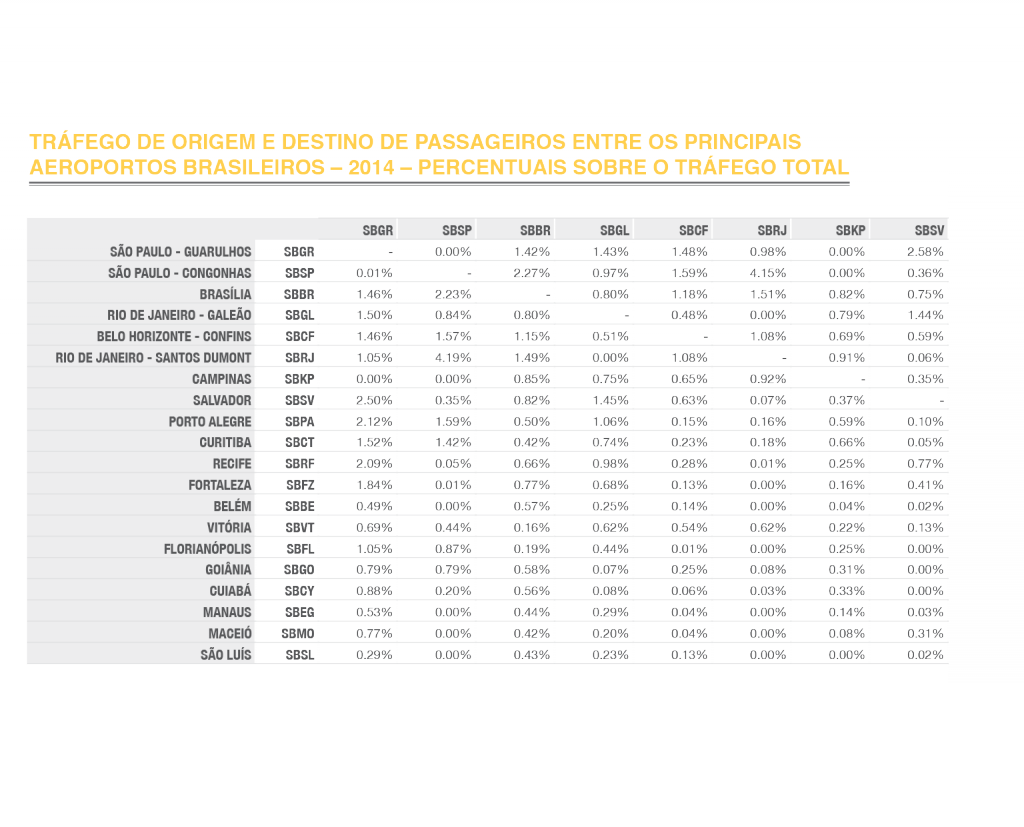 TRÁFEGO DE ORIGEM E DESTINO DE PASSAGEIROS ENTRE OS PRINCIPAIS
AEROPORTOS BRASILEIROS – 2014 – PERCENTUAIS SOBRE O TRÁFEGO TOTAL
SBGR SBSP SBBR SBGL SBCF SBRJ SBKP SBSV
SÃO PAULO - GUARULHOS SBGR - 0.00% 1.42% 1.43% 1.48% 0.98% 0.00% 2.58%
SÃO PAULO - CONGONHAS SBSP 0.01% - 2.27% 0.97% 1.59% 4.15% 0.00% 0.36%
BRASÍLIA SBBR 1.46% 2.23% - 0.80% 1.18% 1.51% 0.82% 0.75%
RIO DE JANEIRO - GALEÃO SBGL 1.50% 0.84% 0.80% - 0.48% 0.00% 0.79% 1.44%
BELO HORIZONTE - CONFINS SBCF 1.46% 1.57% 1.15% 0.51% - 1.08% 0.69% 0.59%
RIO DE JANEIRO - SANTOS DUMONT SBRJ 1.05% 4.19% 1.49% 0.00% 1.08% - 0.91% 0.06%
CAMPINAS SBKP 0.00% 0.00% 0.85% 0.75% 0.65% 0.92% - 0.35%
SALVADOR SBSV 2.50% 0.35% 0.82% 1.45% 0.63% 0.07% 0.37% -
PORTO ALEGRE SBPA 2.12% 1.59% 0.50% 1.06% 0.15% 0.16% 0.59% 0.10%
CURITIBA SBCT 1.52% 1.42% 0.42% 0.74% 0.23% 0.18% 0.66% 0.05%
RECIFE SBRF 2.09% 0.05% 0.66% 0.98% 0.28% 0.01% 0.25% 0.77%
FORTALEZA SBFZ 1.84% 0.01% 0.77% 0.68% 0.13% 0.00% 0.16% 0.41%
BELÉM SBBE 0.49% 0.00% 0.57% 0.25% 0.14% 0.00% 0.04% 0.02%
VITÓRIA SBVT 0.69% 0.44% 0.16% 0.62% 0.54% 0.62% 0.22% 0.13%
FLORIANÓPOLIS SBFL 1.05% 0.87% 0.19% 0.44% 0.01% 0.00% 0.25% 0.00%
GOIÂNIA SBGO 0.79% 0.79% 0.58% 0.07% 0.25% 0.08% 0.31% 0.00%
CUIABÁ SBCY 0.88% 0.20% 0.56% 0.08% 0.06% 0.03% 0.33% 0.00%
MANAUS SBEG 0.53% 0.00% 0.44% 0.29% 0.04% 0.00% 0.14% 0.03%
MACEIÓ SBMO 0.77% 0.00% 0.42% 0.20% 0.04% 0.00% 0.08% 0.31%
SÃO LUÍS SBSL 0.29% 0.00% 0.43% 0.23% 0.13% 0.00% 0.00% 0.02%